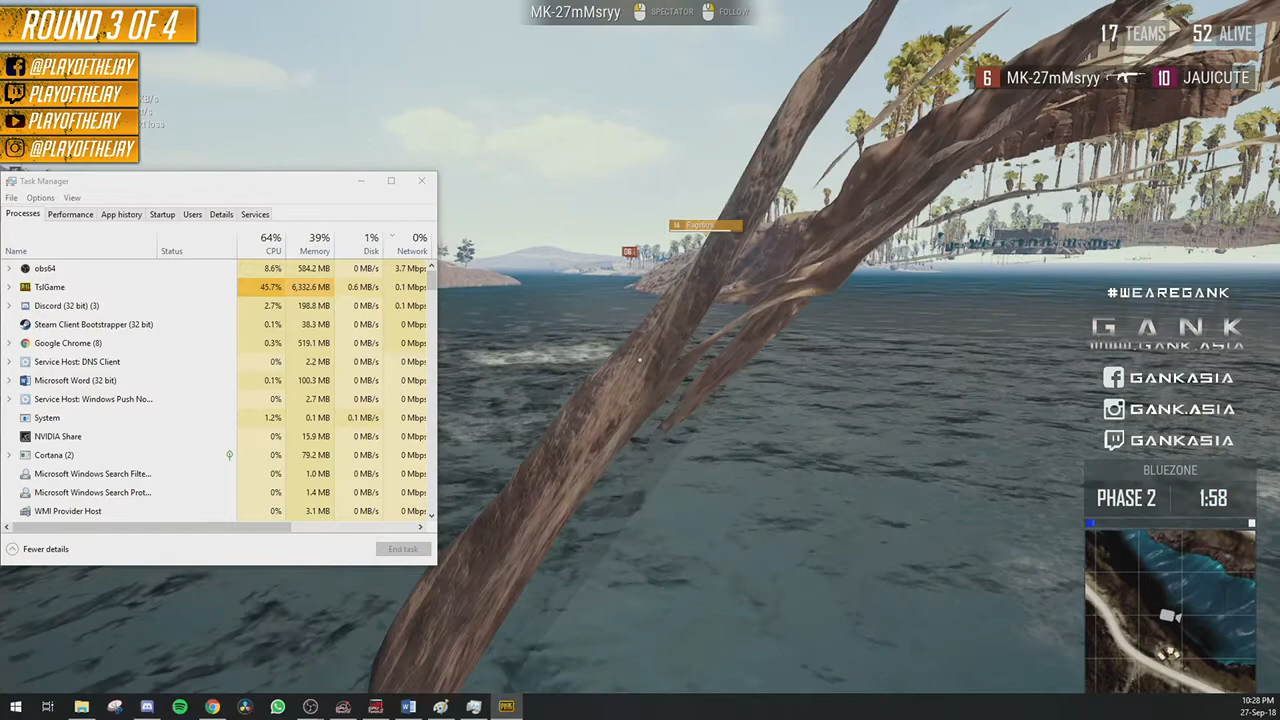 ROUND 3 OF 4
@PLAYOFTHEJAY
PLAYOFTHEJAY
PLAYOFTHEJAY
@PLAYOFTHEJAY
KB/s
t loss
MK-27mMsryy SPECTATOR FOLLOW
17 TEAMS 52 ALIVE
6 MK-27mMsryy 10 JAUICUTE
Task Manager
File Options View
Processes Performance App history Startup Users Details Services
64% 39% 1% 0%
Name Status CPU Memory Disk Network
obs64 8.6% 584.2 MB 0 MB/s 3.7 Mbps
TslGame 45.7% 6,332.6 MB 0.6 MB/s 0.1 Mbps
Discord (32 bit) (3) 2.7% 198.8 MB 0 MB/s 0.1 Mbps
Steam Client Bootstrapper (32 bit) 0.1% 38.3 MB 0 MB/s 0 Mbps
Google Chrome (8) 0.3% 519.1 MB 0 MB/s 0 Mbps
Service Host: DNS Client 0% 2.2 MB 0 MB/s 0 Mbps
Microsoft Word (32 bit) 0.1% 100.3 MB 0 MB/s 0 Mbps
Service Host: Windows Push No... 0% 2.7 MB 0 MB/s 0 Mbps
System 1.2% 0.1 MB 0.1 MB/s 0 Mbps
NVIDIA Share 0% 15.9 MB 0 MB/s 0 Mbps
Cortana (2) 0% 79.2 MB 0 MB/s 0 Mbps
Microsoft Windows Search Filte... 0% 1.0 MB 0 MB/s 0 Mbps
Microsoft Windows Search Prot... 0% 1.4 MB 0 MB/s 0 Mbps
WMI Provider Host 0% 3.1 MB 0 MB/s 0 Mbps
Fewer details End task
#WEAREGANK
GANK
WWW.GANK.ASIA
GANKASIA
GANK.ASIA
GANKASIA
BLUEZONE
PHASE 2 1:58
10:28 PM
27-Sep-18